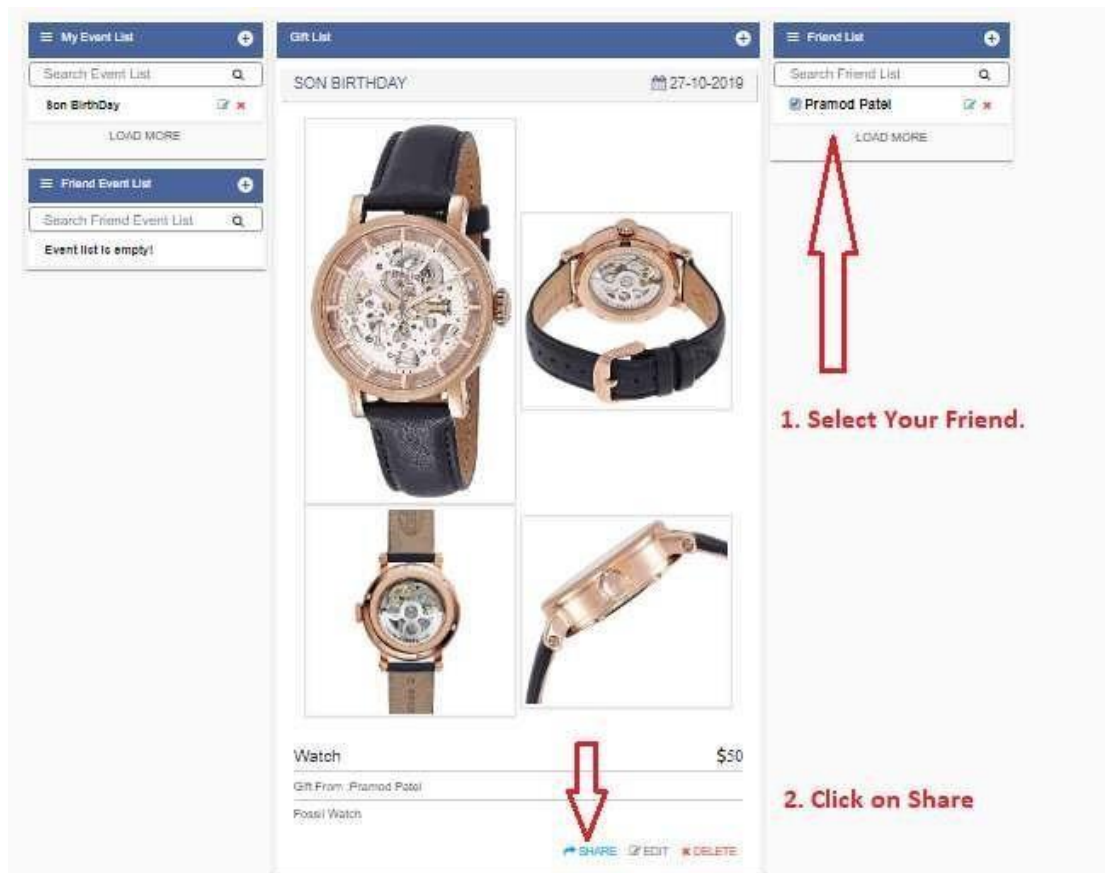 My Event List
Search Event List
Son BirthDay
LOAD MORE
Friend Event List
Search Friend Event List
Event list is empty!
Gift List
SON BIRTHDAY 27-10-2019
Watch $50
Gift From :Pramod Patel
Fossil Watch
SHARE EDIT DELETE
Friend List
Search Friend List
Pramod Patel
LOAD MORE
1. Select Your Friend.
2. Click on Share